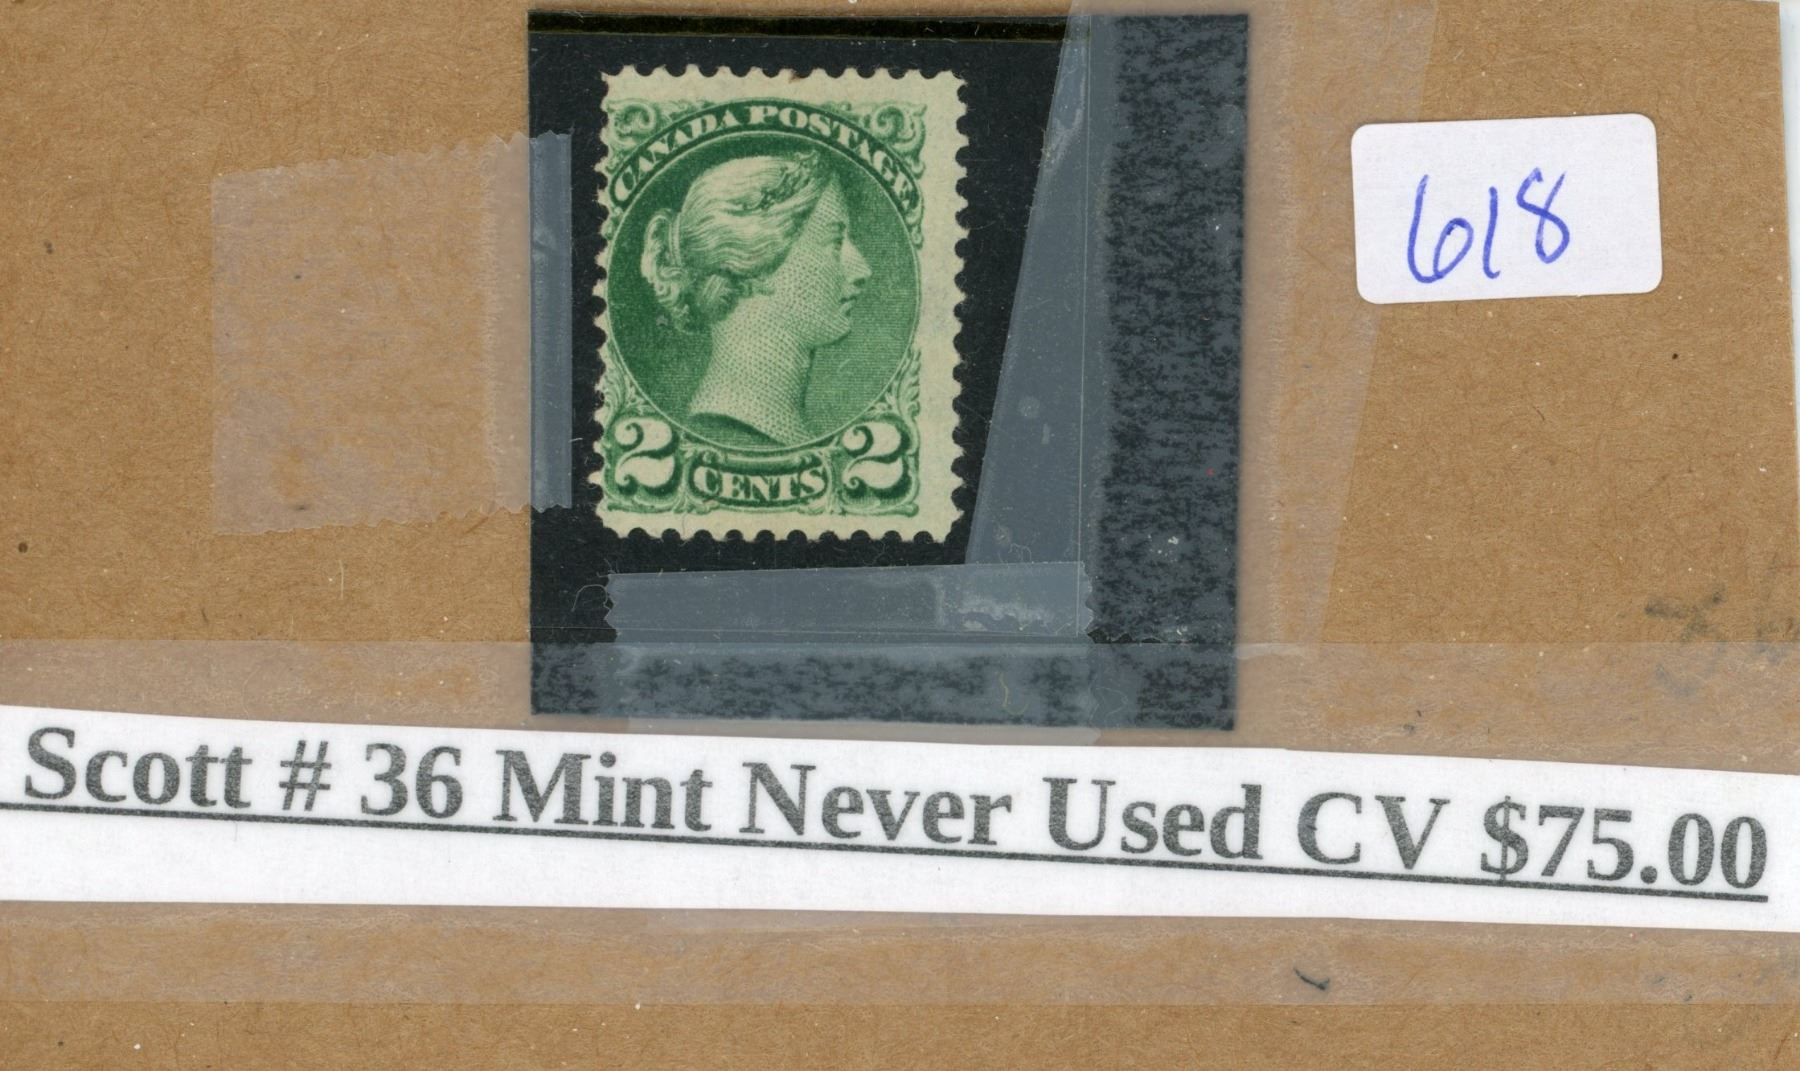 CANADA POSTAGE
2 CENTS 2
618
Scott # 36 Mint Never Used CV $75.00